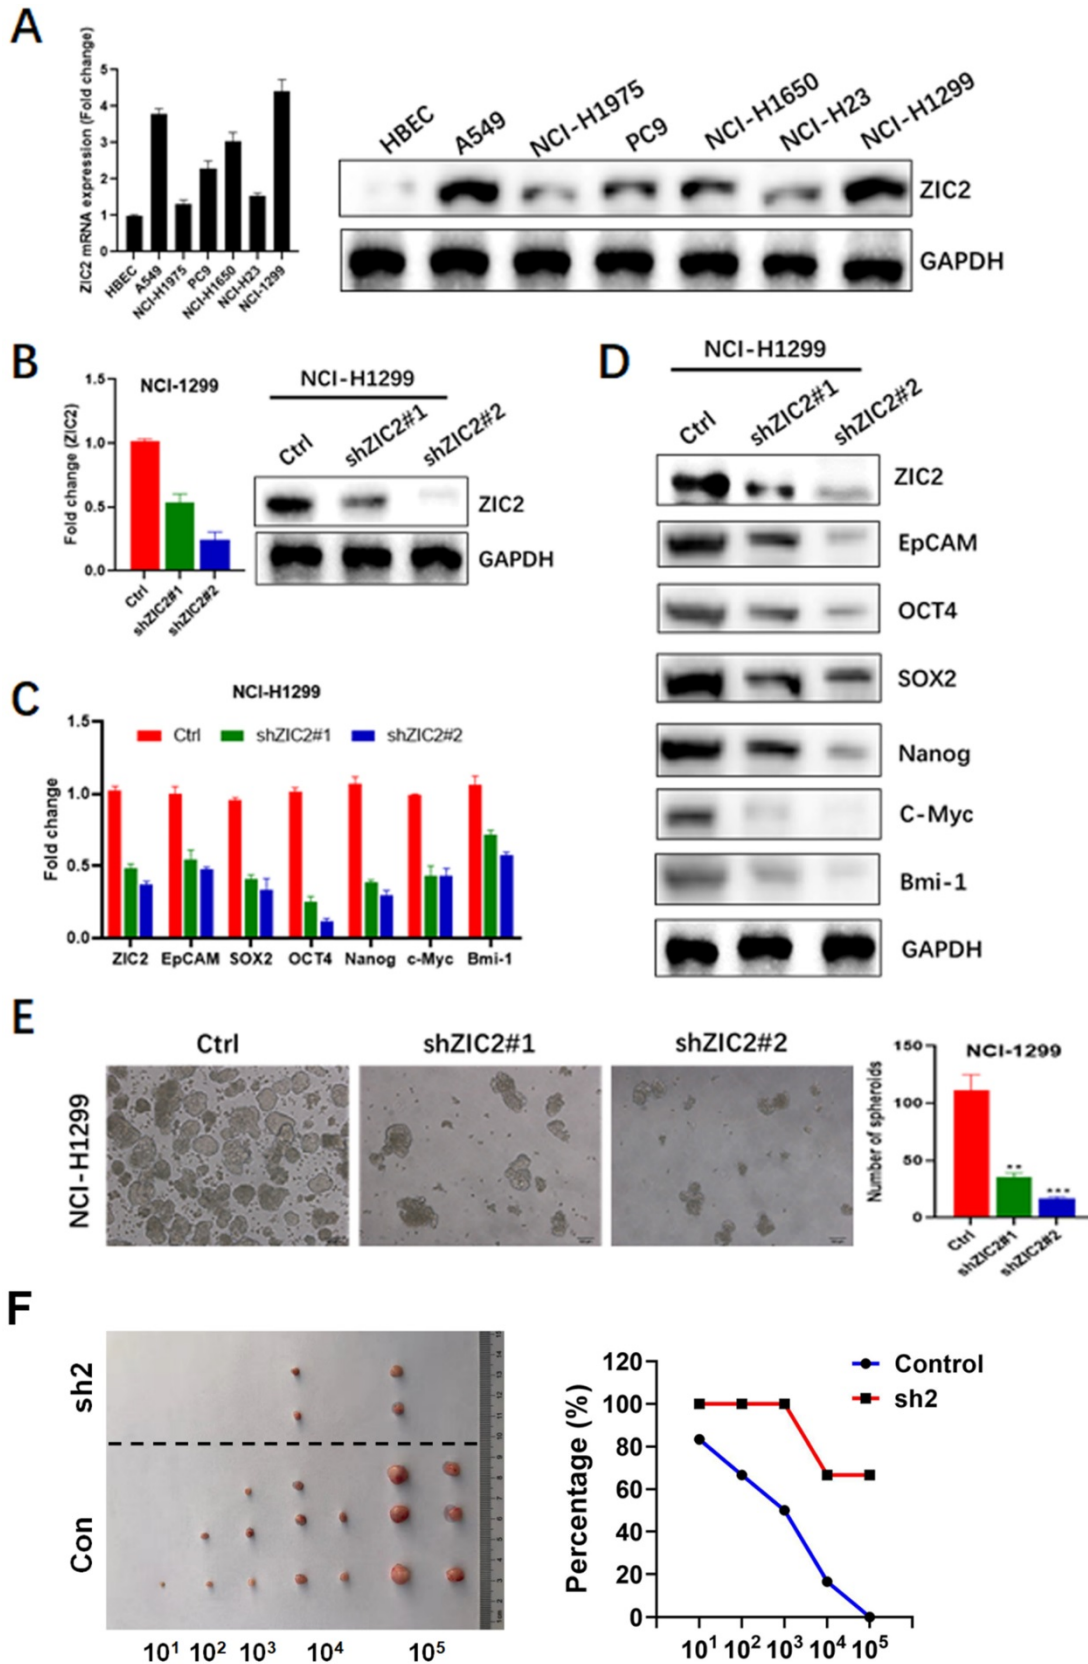 A
ZIC2 mRNA expression (Fold change)
5
4
3
2
1
0
HBEC
A549
NCI-H1975
PC9
NCI-H1650
NCI-H23
NCI-1299
HBEC
A549
NCI-H1975
PC9
NCI-H1650
NCI-H23
NCI-H1299
ZIC2
GAPDH
B
NCI-1299
Fold change (ZIC2)
1.5
1.0
0.5
0.0
Ctrl
shZIC2#1
shZIC2#2
NCI-H1299
Ctrl
shZIC2#1
shZIC2#2
ZIC2
GAPDH
C
NCI-H1299
Ctrl
shZIC2#1
shZIC2#2
Fold change
1.5
1.0
0.5
0.0
ZIC2 EpCAM SOX2 OCT4 Nanog c-Myc Bmi-1
D
NCI-H1299
Ctrl
shZIC2#1
shZIC2#2
ZIC2
EpCAM
OCT4
SOX2
Nanog
C-Myc
Bmi-1
GAPDH
E
Ctrl
shZIC2#1
shZIC2#2
NCI-H1299
NCI-1299
Number of spheroids
150
100
50
0
**
***
Ctrl
shZIC2#1
shZIC2#2
F
sh2
Con
10¹ 10² 10³ 10⁴ 10⁵
Percentage (%)
120
100
80
60
40
20
0
Control
sh2
10¹ 10² 10³ 10⁴ 10⁵